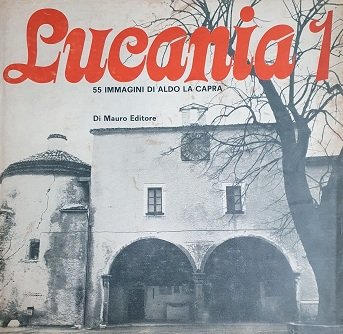 Lucania 1
55 IMMAGINI DI ALDO LA CAPRA
Di Mauro Editore